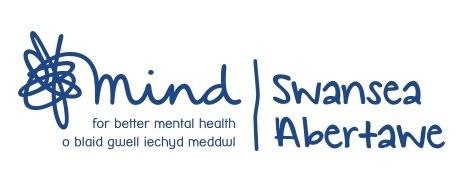 mind
for better mental health
o blaid gwell iechyd meddwl
Swansea
Abertawe